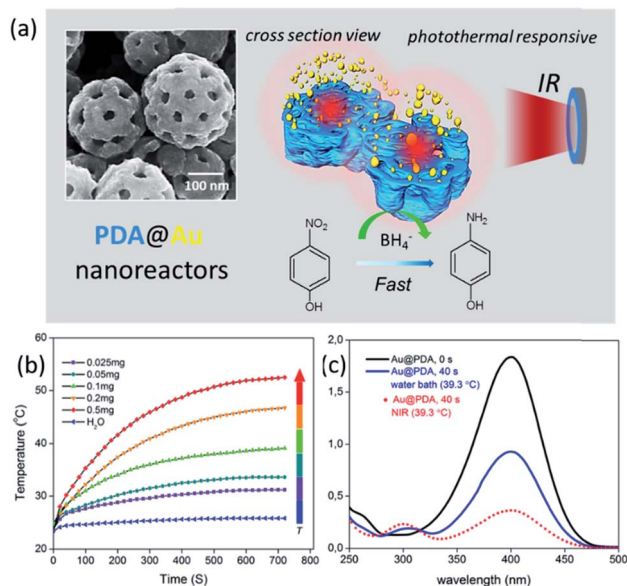 (a)
cross section view
photothermal responsive
IR
100 nm
PDA@Au
nanoreactors
NO₂
OH
BH₄⁻
Fast
NH₂
OH
(b)
60
50
40
30
20
Temperature (°C)
0.025mg
0.05mg
0.1mg
0.2mg
0.5mg
H₂O
T
0 100 200 300 400 500 600 700 800
Time (S)
(c)
2,0
1,5
1,0
0,5
0,0
Au@PDA, 0 s
Au@PDA, 40 s
water bath (39.3 °C)
Au@PDA, 40 s
NIR (39.3 °C)
250 300 350 400 450 500
wavelength (nm)